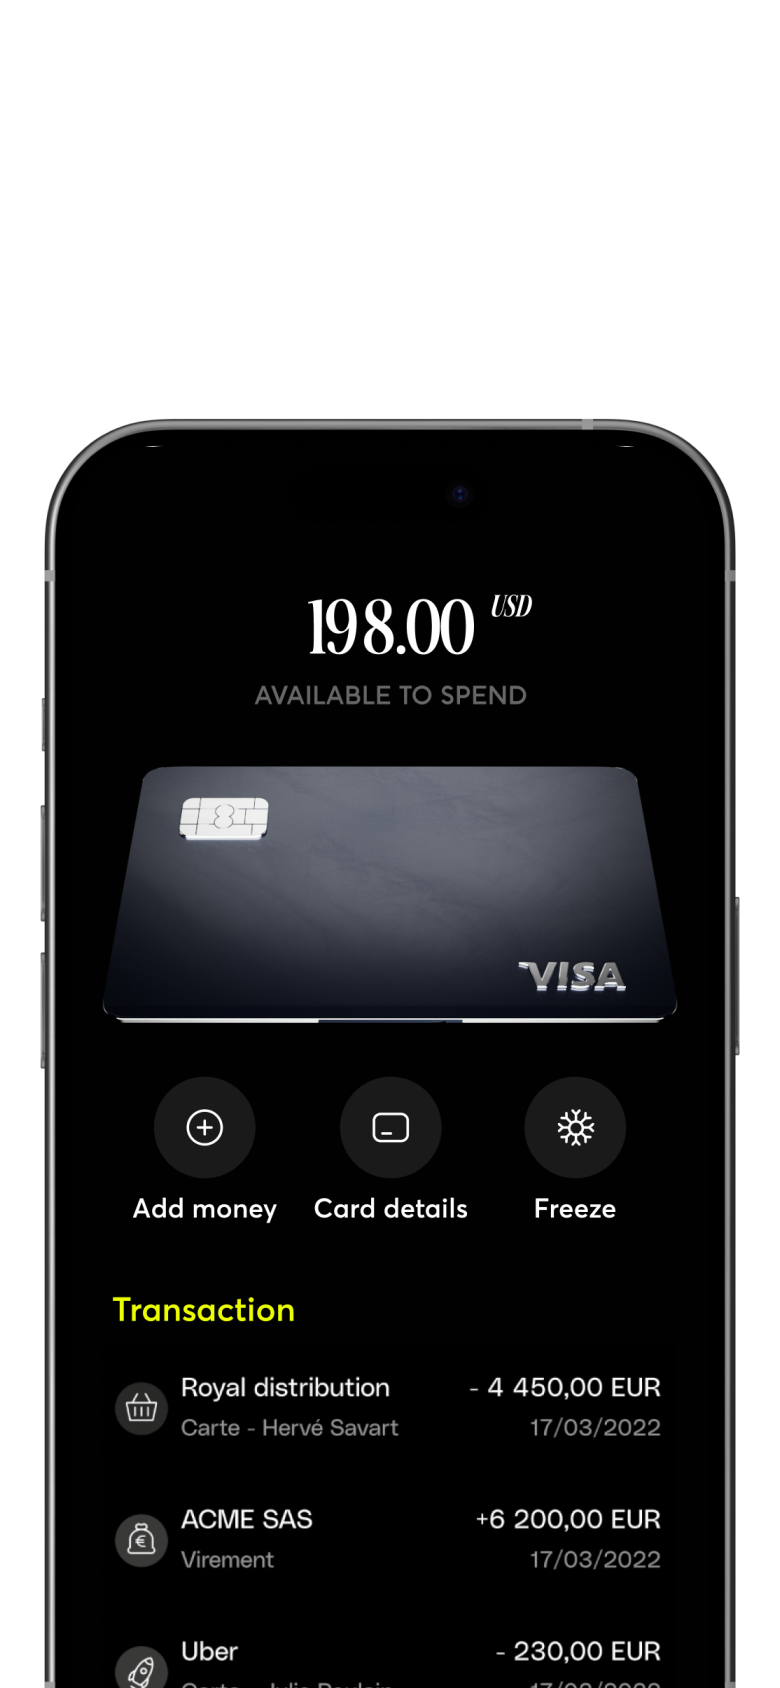 198.00 USD
AVAILABLE TO SPEND
VISA
Add money
Card details
Freeze
Transaction
Royal distribution
- 4 450,00 EUR
Carte - Hervé Savart
17/03/2022
ACME SAS
+6 200,00 EUR
Virement
17/03/2022
Uber
- 230,00 EUR